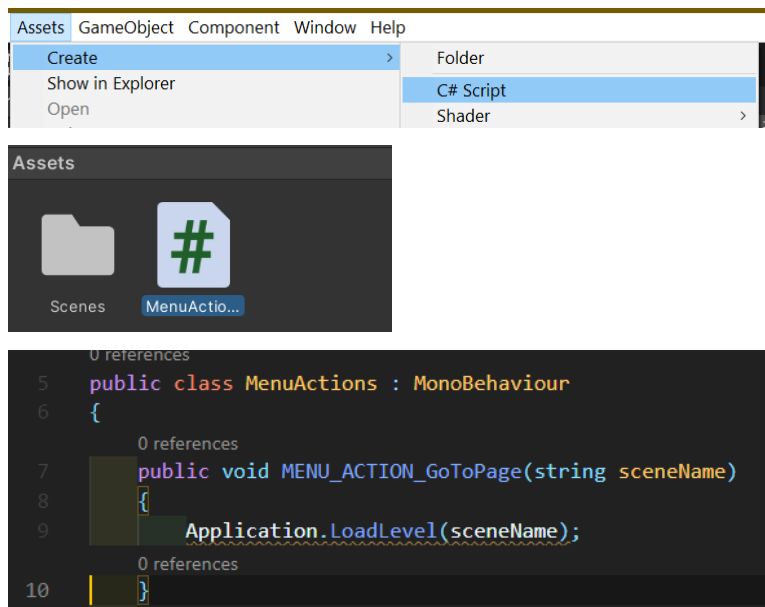 Assets GameObject Component Window Help
Create > Folder
C# Script
Show in Explorer
Open Shader >
Assets
#
Scenes MenuActio...
0 references
5 public class MenuActions : MonoBehaviour
6 {
0 references
7 public void MENU_ACTION_GoToPage(string sceneName)
8 {
9 Application.LoadLevel(sceneName);
0 references
10 }